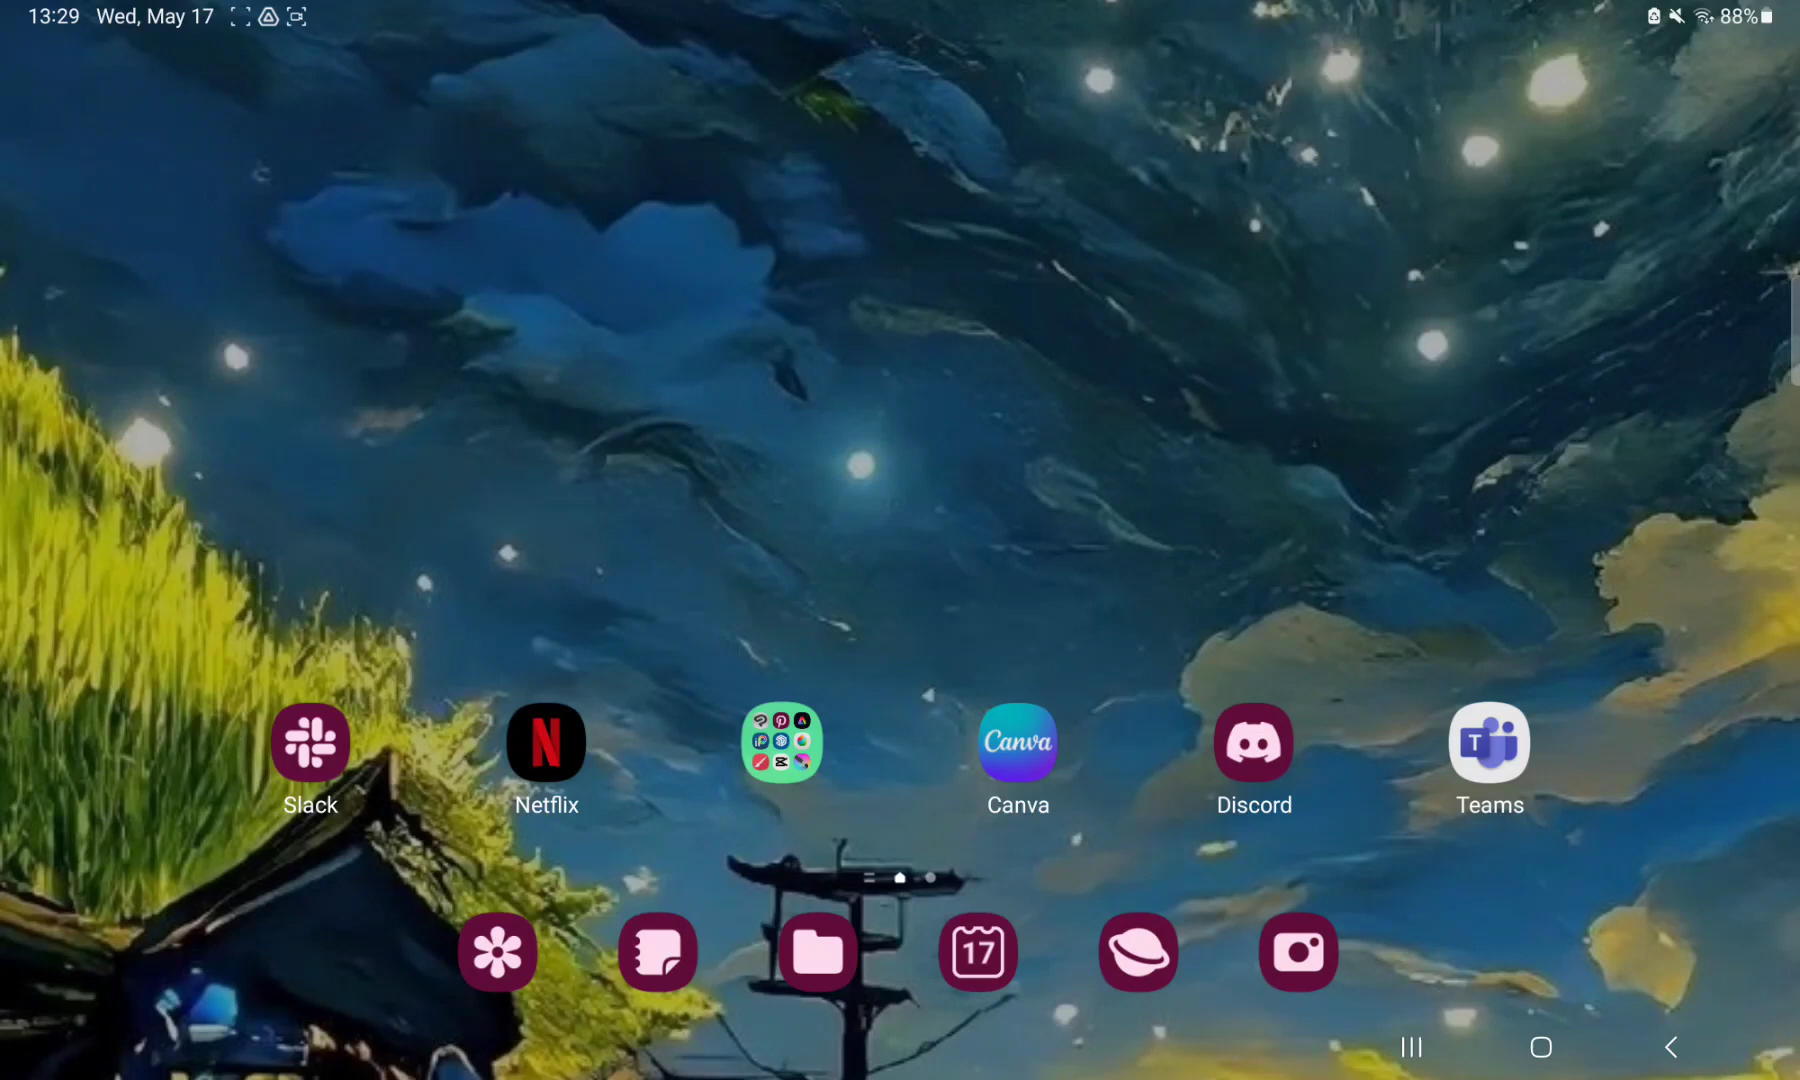 13:29 Wed, May 17 88%
N
Canva
T
Slack Netflix Canva Discord Teams
17